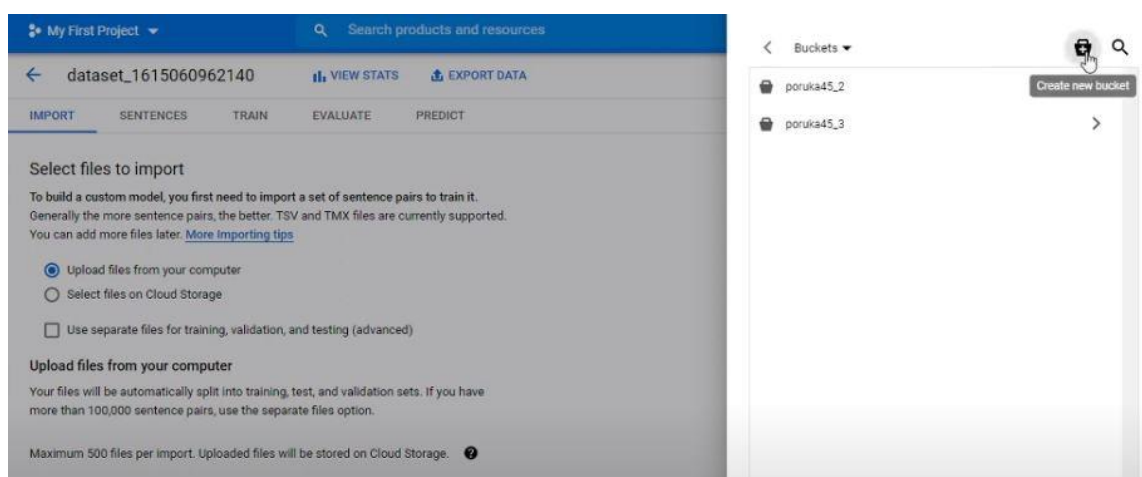 My First Project
Search products and resources
dataset_1615060962140
VIEW STATS
EXPORT DATA
IMPORT
SENTENCES
TRAIN
EVALUATE
PREDICT
Select files to import
To build a custom model, you first need to import a set of sentence pairs to train it.
Generally the more sentence pairs, the better. TSV and TMX files are currently supported.
You can add more files later. More Importing tips
Upload files from your computer
Select files on Cloud Storage
Use separate files for training, validation, and testing (advanced)
Upload files from your computer
Your files will be automatically split into training, test, and validation sets. If you have
more than 100,000 sentence pairs, use the separate files option.
Maximum 500 files per import. Uploaded files will be stored on Cloud Storage.
Buckets
Create new bucket
poruka45_2
poruka45_3